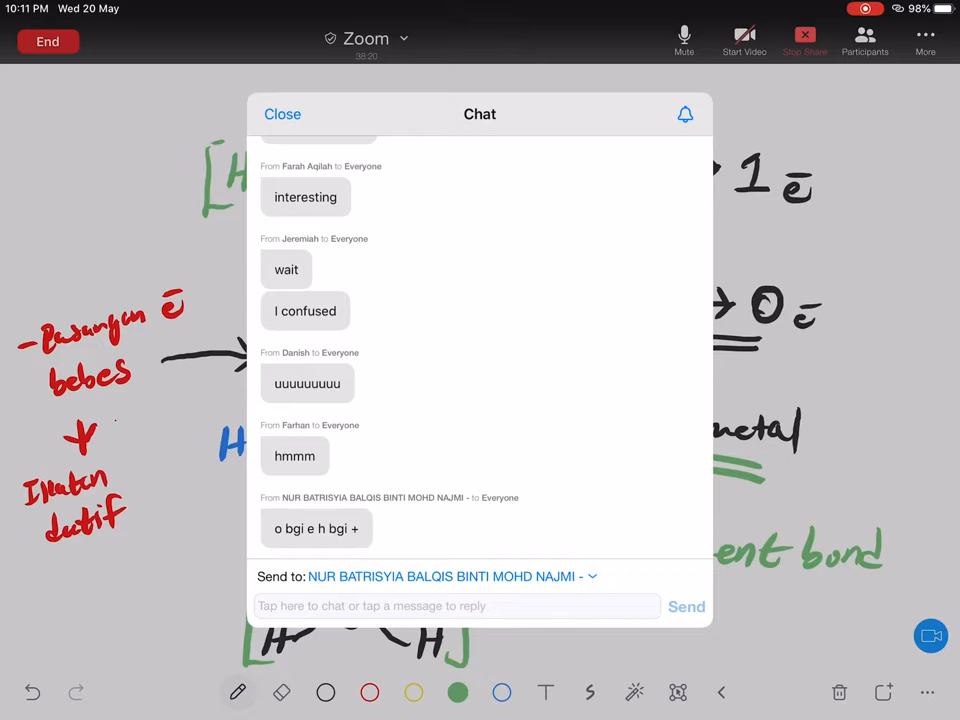 10:11 PM Wed 20 May
98%
End
Zoom
38:20
Mute
Start Video
Stop Share
Participants
More
Close
Chat
From Farah Aqilah to Everyone
interesting
From Jeremiah to Everyone
wait
I confused
From Danish to Everyone
uuuuuuuuu
From Farhan to Everyone
hmmm
From NUR BATRISYIA BALQIS BINTI MOHD NAJMI - to Everyone
o bgi e h bgi +
Send to: NUR BATRISYIA BALQIS BINTI MOHD NAJMI -
Tap here to chat or tap a message to reply
Send
[H
1 ē
- Pasangan ē
bebes
→ 0 ē
H
metal
Ikatan
datif
ent bond
[H
H]
T